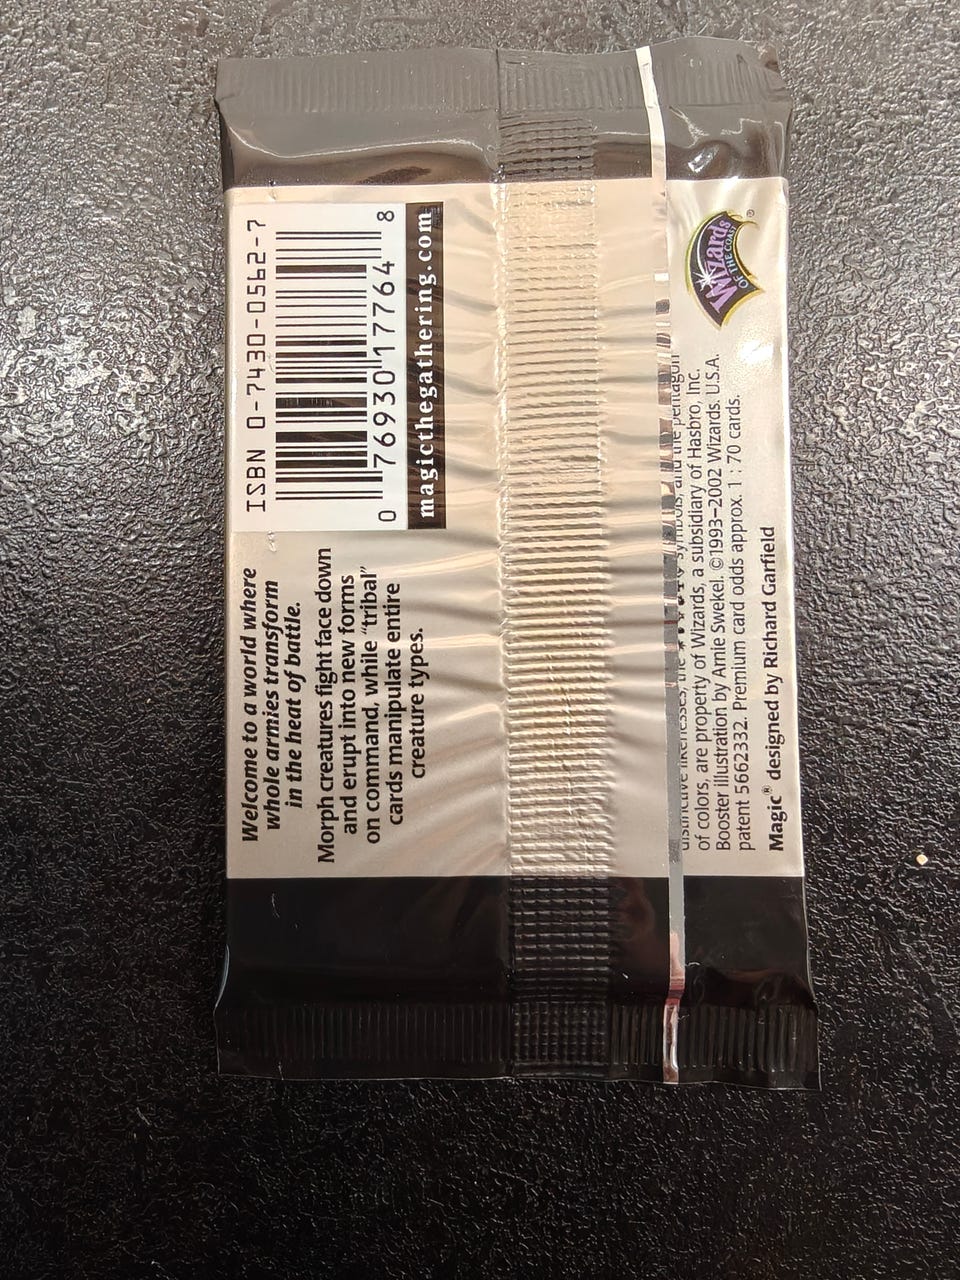 Welcome to a world where
whole armies transform
in the heat of battle.
Morph creatures fight face down
and erupt into new forms
on command, while “tribal”
cards manipulate entire
creature types.
ISBN 0-7430-0562-7
0 76930 17764 8
magicthegathering.com
distinctive likenesses, the symbols, and the pentagon
of colors, are property of Wizards, a subsidiary of Hasbro, Inc.
Booster illustration by Arnie Swekel. ©1993–2002 Wizards. U.S.A.
patent 5662332. Premium card odds approx. 1 : 70 cards.
Magic® designed by Richard Garfield
Wizards
OF THE COAST
®